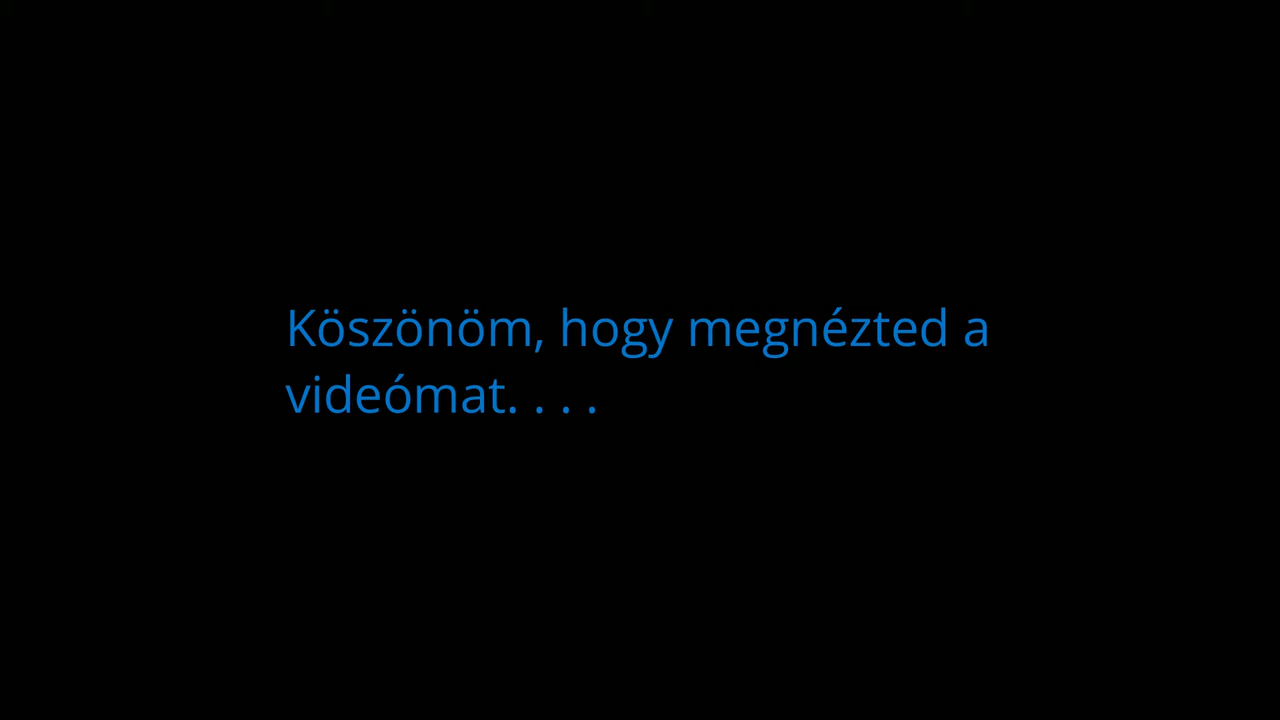 Köszönöm, hogy megnézted a
videómat. . . .